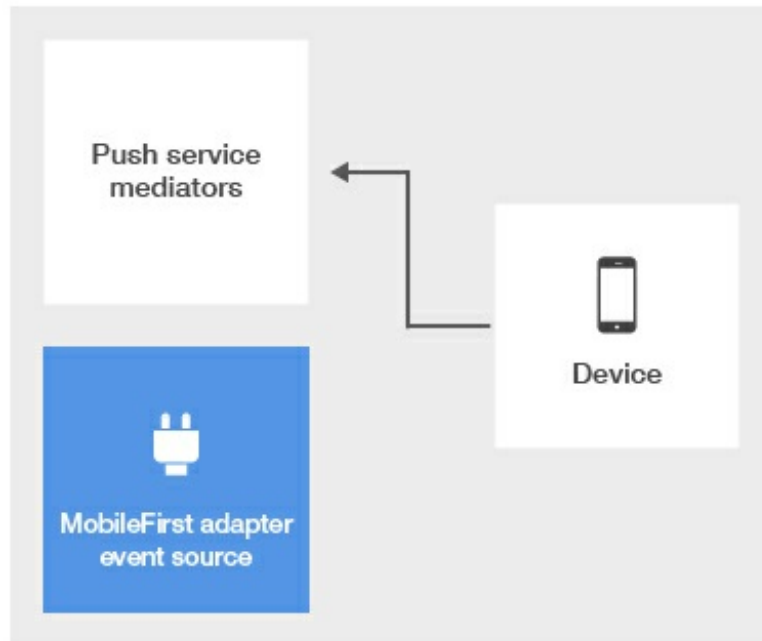 Push service
mediators
Device
MobileFirst adapter
event source